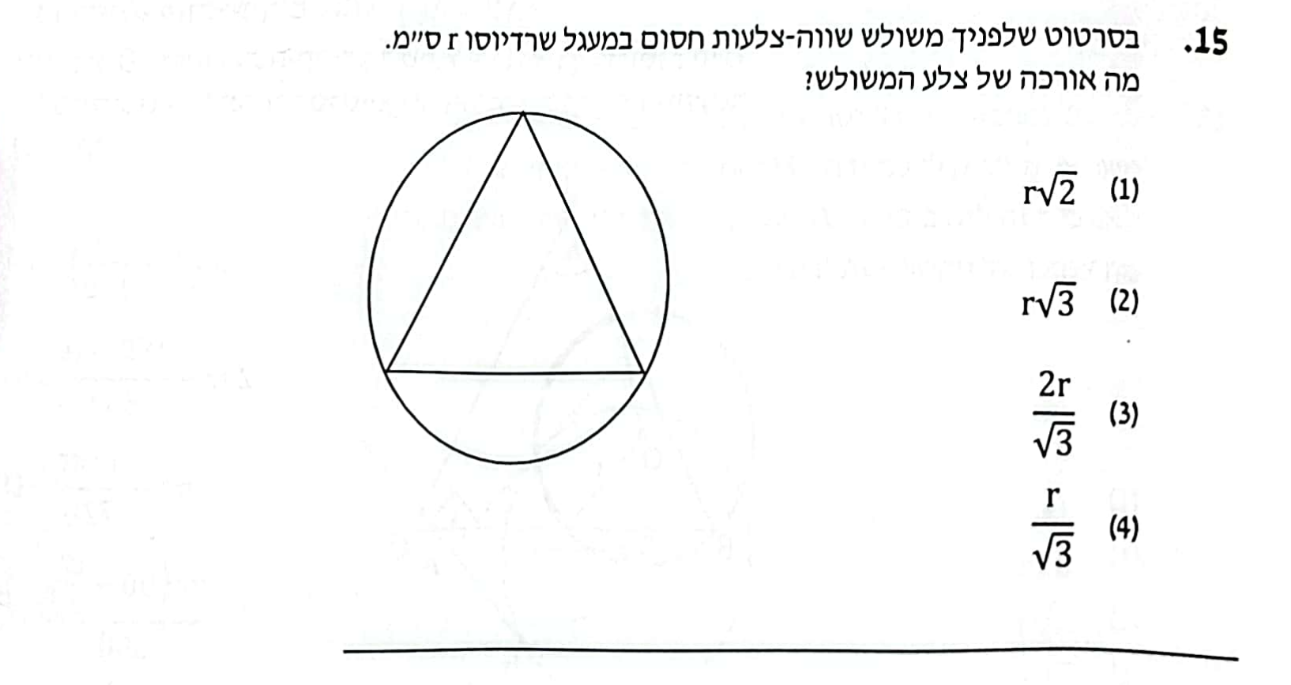 15. בסרטוט שלפניך משולש שווה-צלעות חסום במעגל שרדיוסו r ס"מ.
מה אורכה של צלע המשולש?
(1) r√2
(2) r√3
(3) 2r/√3
(4) r/√3